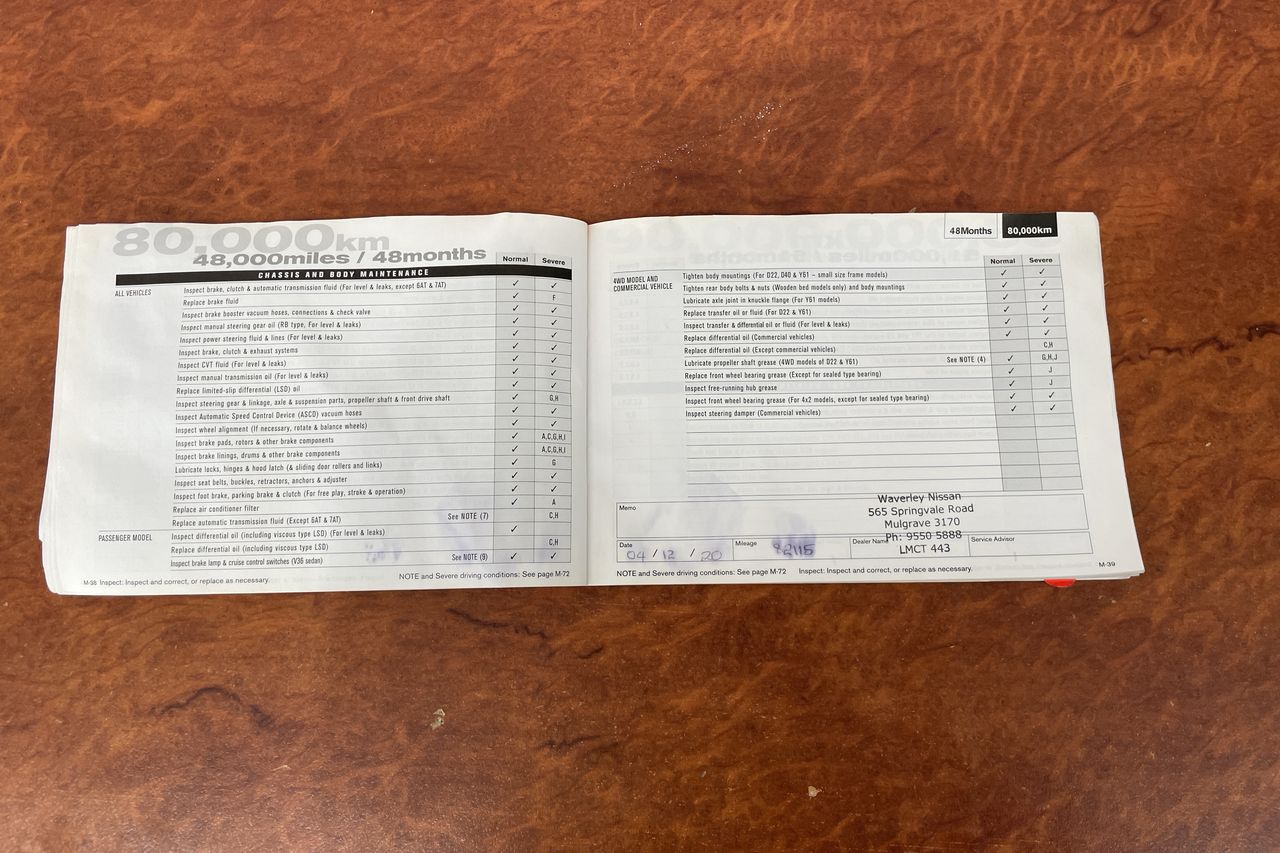 80,000km
48,000miles / 48months
Normal Severe
CHASSIS AND BODY MAINTENANCE
ALL VEHICLES Inspect brake, clutch & automatic transmission fluid (For level & leaks, except 6AT & 7AT) ✓ ✓
Replace brake fluid ✓ F
Inspect brake booster vacuum hoses, connections & check valve ✓ ✓
Inspect manual steering gear oil (RB type, For level & leaks) ✓ ✓
Inspect power steering fluid & lines (For level & leaks) ✓ ✓
Inspect brake, clutch & exhaust systems ✓ ✓
Inspect CVT fluid (For level & leaks) ✓ ✓
Inspect manual transmission oil (For level & leaks) ✓ ✓
Replace limited-slip differential (LSD) oil ✓ ✓
Inspect steering gear & linkage, axle & suspension parts, propeller shaft & front drive shaft ✓ G,H
Inspect Automatic Speed Control Device (ASCD) vacuum hoses ✓ ✓
Inspect wheel alignment (If necessary, rotate & balance wheels) ✓ ✓
Inspect brake pads, rotors & other brake components ✓ A,C,G,H,I
Inspect brake linings, drums & other brake components ✓ A,C,G,H,I
Lubricate locks, hinges & hood latch (& sliding door rollers and links) ✓ G
Inspect seat belts, buckles, retractors, anchors & adjuster ✓ ✓
Inspect foot brake, parking brake & clutch (For free play, stroke & operation) ✓ ✓
Replace air conditioner filter ✓ A
Replace automatic transmission fluid (Except 6AT & 7AT) See NOTE (7) C,H
PASSENGER MODEL Inspect differential oil (including viscous type LSD) (For level & leaks) ✓
Replace differential oil (including viscous type LSD) C,H
Inspect brake lamp & cruise control switches (V36 sedan) See NOTE (9) ✓ ✓
M-38 Inspect: Inspect and correct, or replace as necessary. NOTE and Severe driving conditions: See page M-72
48Months 80,000km
Normal Severe
4WD MODEL AND
COMMERCIAL VEHICLE
Tighten body mountings (For D22, D40 & Y61 – small size frame models) ✓ ✓
Tighten rear body bolts & nuts (Wooden bed models only) and body mountings ✓ ✓
Lubricate axle joint in knuckle flange (For Y61 models) ✓ ✓
Replace transfer oil or fluid (For D22 & Y61) ✓ ✓
Inspect transfer & differential oil or fluid (For level & leaks) ✓ ✓
Replace differential oil (Commercial vehicles) ✓ ✓
Replace differential oil (Except commercial vehicles) C,H
Lubricate propeller shaft grease (4WD models of D22 & Y61) See NOTE (4) ✓ G,H,J
Replace front wheel bearing grease (Except for sealed type bearing) ✓ J
Inspect free-running hub grease ✓ J
Inspect front wheel bearing grease (For 4x2 models, except for sealed type bearing) ✓ ✓
Inspect steering damper (Commercial vehicles) ✓ ✓
Memo
Waverley Nissan
565 Springvale Road
Mulgrave 3170
Ph: 9550 5888
LMCT 443
Date 04 / 12 / 20 Mileage 82115 Dealer Name Service Advisor
NOTE and Severe driving conditions: See page M-72 Inspect: Inspect and correct, or replace as necessary. M-39